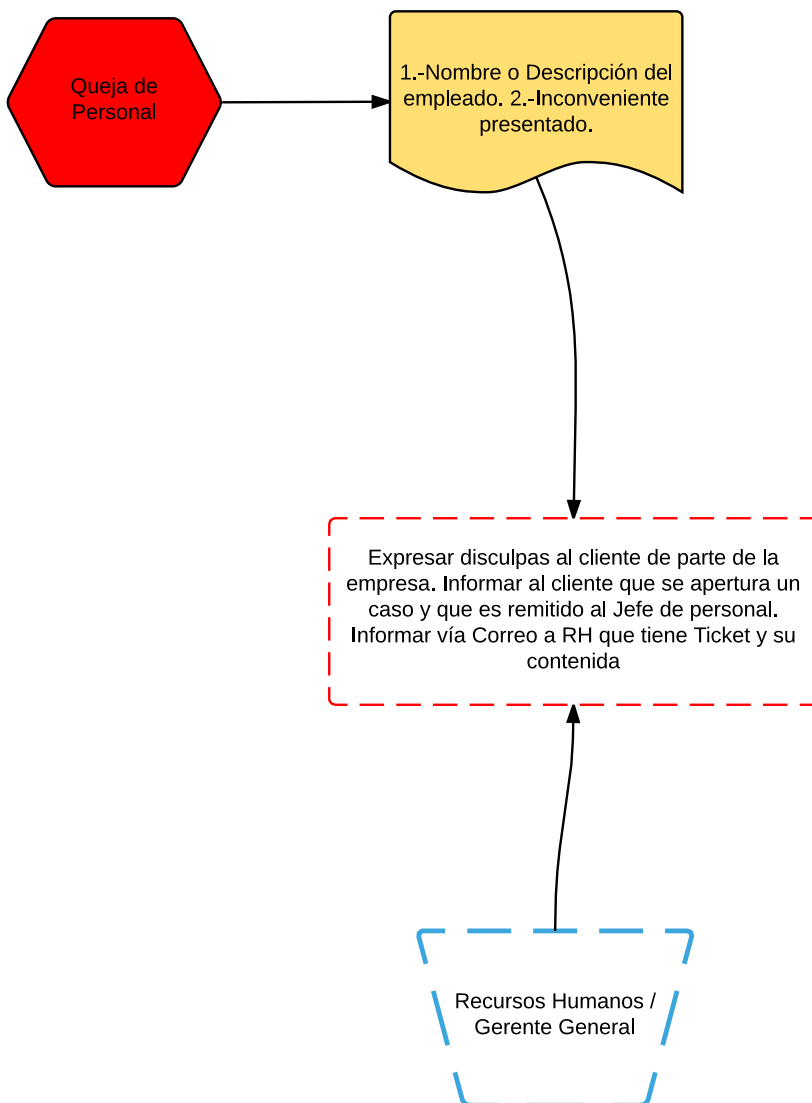 Queja de
Personal
1.-Nombre o Descripción del
empleado. 2.-Inconveniente
presentado.
Expresar disculpas al cliente de parte de la
empresa. Informar al cliente que se apertura un
caso y que es remitido al Jefe de personal.
Informar vía Correo a RH que tiene Ticket y su
contenida
Recursos Humanos /
Gerente General